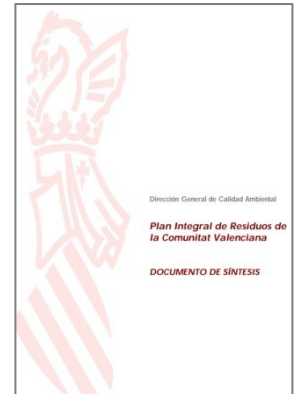 Dirección General de Calidad Ambiental
Plan Integral de Residuos de
la Comunitat Valenciana
DOCUMENTO DE SÍNTESIS